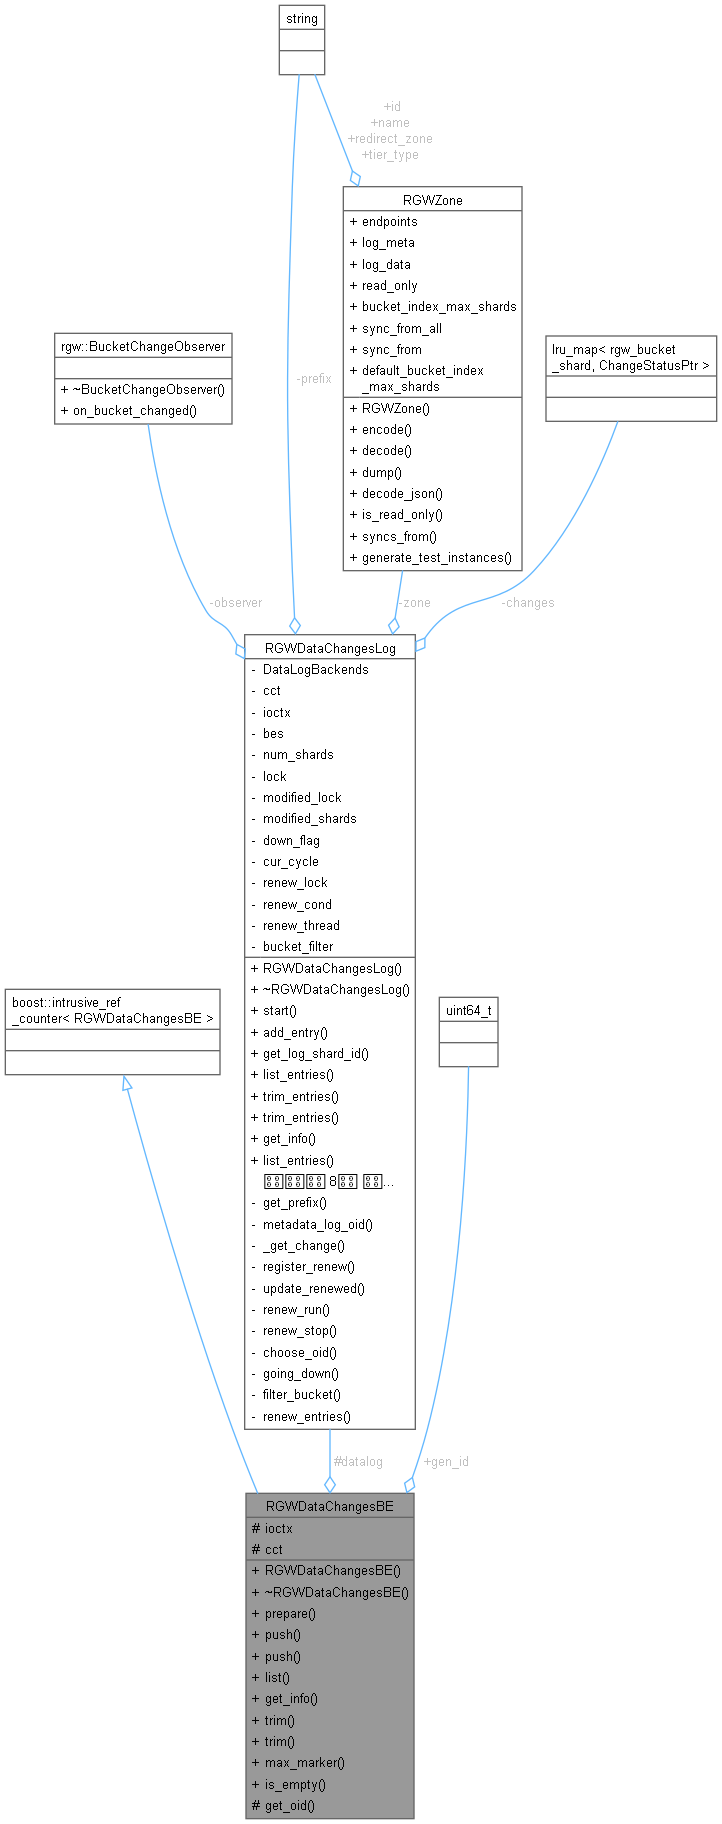 string
+id
+name
+redirect_zone
+tier_type
RGWZone
+ endpoints
+ log_meta
+ log_data
+ read_only
+ bucket_index_max_shards
+ sync_from_all
+ sync_from
+ default_bucket_index
_max_shards
+ RGWZone()
+ encode()
+ decode()
+ dump()
+ decode_json()
+ is_read_only()
+ syncs_from()
+ generate_test_instances()
rgw::BucketChangeObserver
+ ~BucketChangeObserver()
+ on_bucket_changed()
lru_map< rgw_bucket
_shard, ChangeStatusPtr >
-prefix
-observer
-zone
-changes
RGWDataChangesLog
- DataLogBackends
- cct
- ioctx
- bes
- num_shards
- lock
- modified_lock
- modified_shards
- down_flag
- cur_cycle
- renew_lock
- renew_cond
- renew_thread
- bucket_filter
+ RGWDataChangesLog()
+ ~RGWDataChangesLog()
+ start()
+ add_entry()
+ get_log_shard_id()
+ list_entries()
+ trim_entries()
+ trim_entries()
+ get_info()
+ list_entries()
8 ...
- get_prefix()
- metadata_log_oid()
- _get_change()
- register_renew()
- update_renewed()
- renew_run()
- renew_stop()
- choose_oid()
- going_down()
- filter_bucket()
- renew_entries()
boost::intrusive_ref
_counter< RGWDataChangesBE >
uint64_t
#datalog
+gen_id
RGWDataChangesBE
# ioctx
# cct
+ RGWDataChangesBE()
+ ~RGWDataChangesBE()
+ prepare()
+ push()
+ push()
+ list()
+ get_info()
+ trim()
+ trim()
+ max_marker()
+ is_empty()
# get_oid()